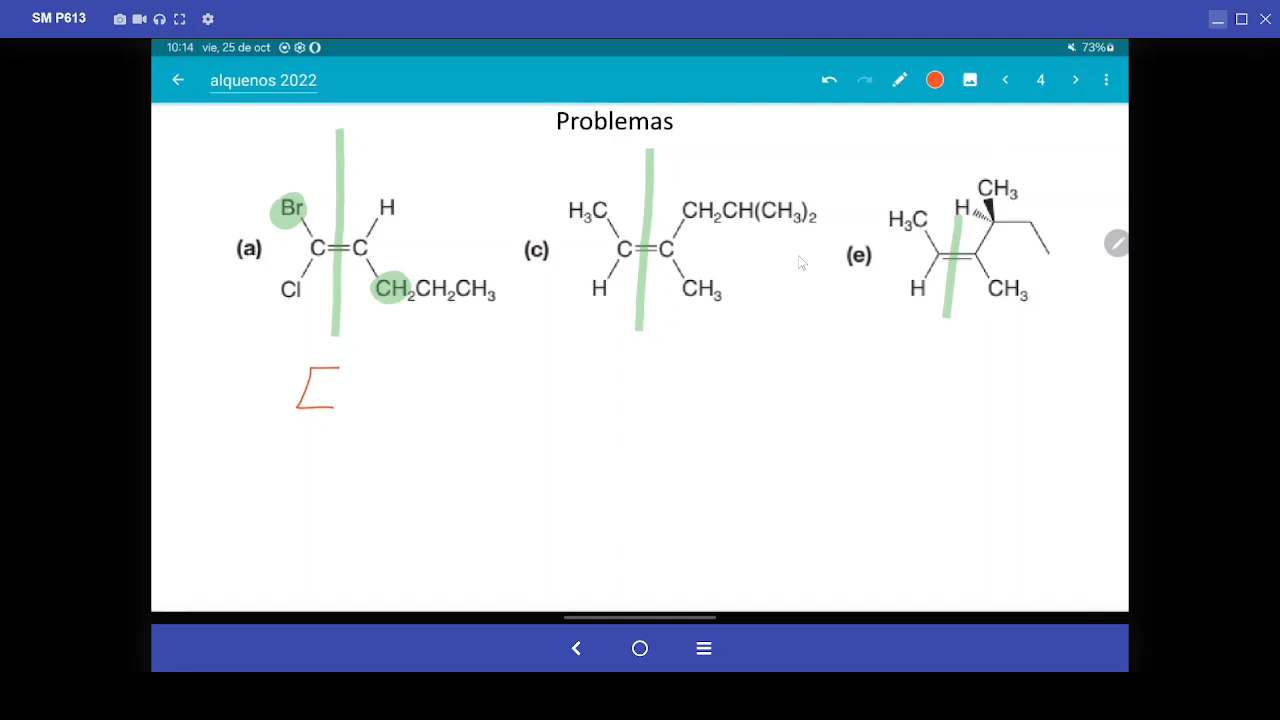 SM P613
10:14 vie, 25 de oct 73%
alquenos 2022 4
Problemas
(a) Br H C=C Cl CH₂CH₂CH₃
(c) H₃C CH₂CH(CH₃)₂ C=C H CH₃
(e) H₃C H CH₃ H CH₃
E